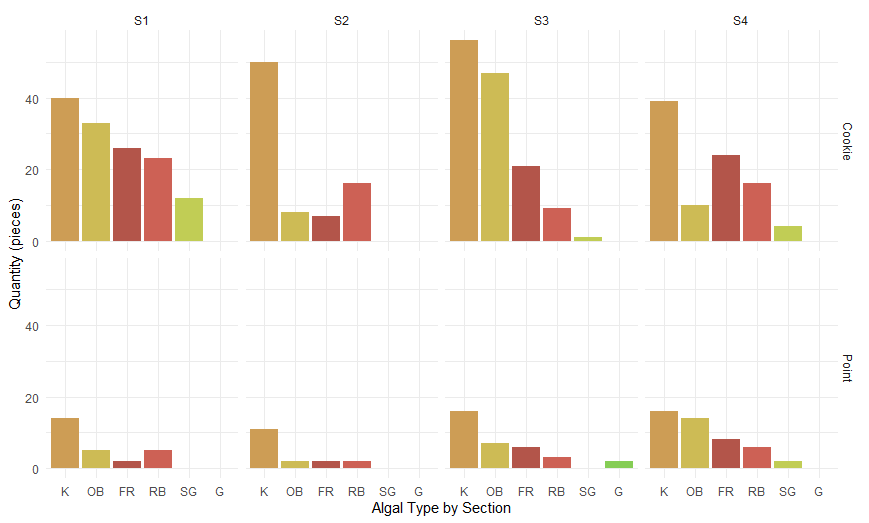 S1 S2 S3 S4
Quantity (pieces)
40
20
0
Cookie
40
20
0
Point
K OB FR RB SG G K OB FR RB SG G K OB FR RB SG G K OB FR RB SG G
Algal Type by Section